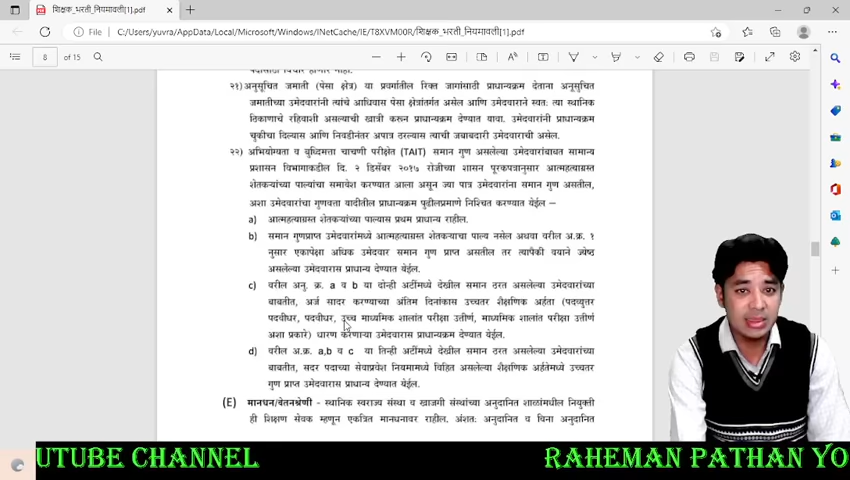 शिक्षक_भरती_नियमावली[1].pdf
File
C:/Users/yuvra/AppData/Local/Microsoft/Windows/INetCache/IE/T8XVM00R/शिक्षक_भरती_नियमावली[1].pdf
8 of 15
२१) अनुसूचित जमाती (पेसा क्षेत्र) या प्रवर्गातील रिक्त जागांसाठी प्राधान्यक्रम देताना अनूसुचित
जमातीच्या उमेदवारांनी त्यांचे आधिवास पेसा क्षेत्रांतर्गत असेल आणि उमेदवाराने स्वतः त्या स्थानिक
ठिकाणाचे रहिवाशी असल्याची खात्री करून प्राधान्यक्रम देण्यात यावा. उमेदवारांनी प्राधान्यक्रम
चुकीचा दिल्यास आणि निवडीनंतर अपात्र ठरल्यास त्याची जबाबदारी उमेदवाराची असेल.
२२) अभियोग्यता व बुध्दिमत्ता चाचणी परीक्षेत (TAIT) समान गुण असलेल्या उमेदवारांबाबत सामान्य
प्रशासन विभागाकडील दि. २ डिसेंबर २०१७ रोजीच्या शासन पूरकपत्रानुसार आत्महत्याग्रस्त
शेतकऱ्यांच्या पाल्यांचा समावेश करण्यात आला असून ज्या पात्र उमेदवारांना समान गुण असतील,
अशा उमेदवारांचा गुणवत्ता यादीतील प्राधान्यक्रम पुढीलप्रमाणे निश्चित करण्यात येईल –
a) आत्महत्याग्रस्त शेतकऱ्यांच्या पाल्यास प्रथम प्राधान्य राहील.
b) समान गुणप्राप्त उमेदवारांमध्ये आत्महत्याग्रस्त शेतकऱ्याचा पाल्य नसेल अथवा वरील अ.क्र. १
नुसार एकापेक्षा अधिक उमेदवार समान गुण प्राप्त असतील तर त्यापैकी वयाने ज्येष्ठ
असलेल्या उमेदवारास प्राधान्य देण्यात येईल.
c) वरील अनु. क्र. a व b या दोन्ही अटींमध्ये देखील समान ठरत असलेल्या उमेदवारांच्या
बाबतीत, अर्ज सादर करण्याच्या अंतिम दिनांकास उच्चतर शैक्षणिक अर्हता (पदव्युत्तर
पदवीधर, पदवीधर, उच्च माध्यमिक शालांत परीक्षा उत्तीर्ण, माध्यमिक शालांत परीक्षा उत्तीर्ण
अशा प्रकारे) धारण करणाऱ्या उमेदवारास प्राधान्यक्रम देण्यात येईल.
d) वरील अ.क्र. a,b व c या तिन्ही अटींमध्ये देखील समान ठरत असलेल्या उमेदवारांच्या
बाबतीत, सदर पदाच्या सेवाप्रवेश नियमामध्ये विहित असलेल्या शैक्षणिक अर्हतेमध्ये उच्चतर
गुण प्राप्त उमेदवारास प्राधान्य देण्यात येईल.
(E) मानधन/वेतनश्रेणी - स्थानिक स्वराज्य संस्था व खाजगी संस्थांच्या अनुदानित शाळांमधील नियुक्ती
ही शिक्षण सेवक म्हणून एकत्रित मानधनावर राहील. अंशतः अनुदानित व विना अनुदानित
UTUBE CHANNEL RAHEMAN PATHAN YO